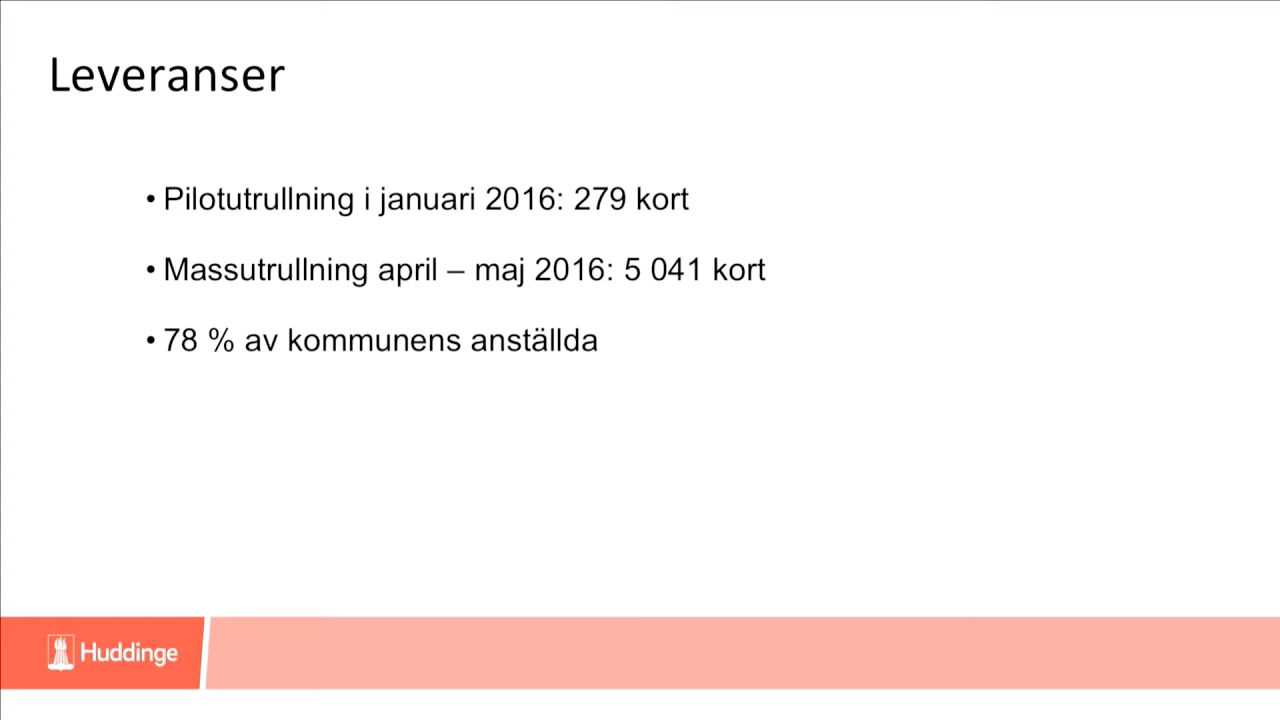 Leveranser
• Pilotutrullning i januari 2016: 279 kort
• Massutrullning april – maj 2016: 5 041 kort
• 78 % av kommunens anställda
Huddinge